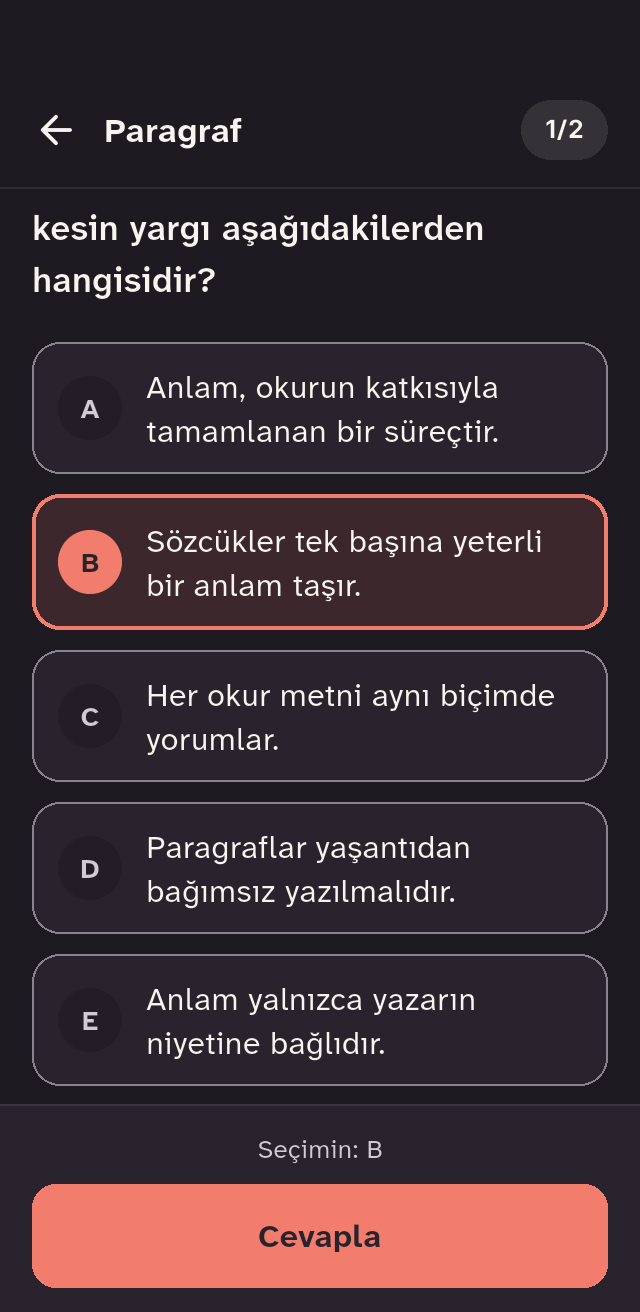 Paragraf
1/2
kesin yargı aşağıdakilerden
hangisidir?
A
Anlam, okurun katkısıyla
tamamlanan bir süreçtir.
B
Sözcükler tek başına yeterli
bir anlam taşır.
C
Her okur metni aynı biçimde
yorumlar.
D
Paragraflar yaşantıdan
bağımsız yazılmalıdır.
E
Anlam yalnızca yazarın
niyetine bağlıdır.
Seçimin: B
Cevapla